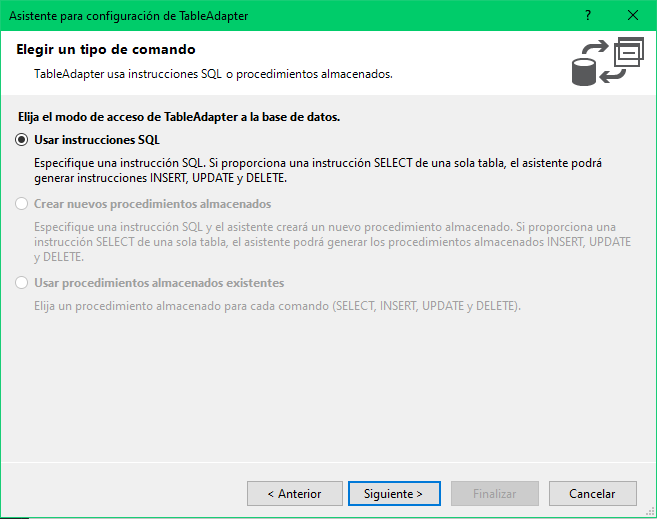 Asistente para configuración de TableAdapter
?
Elegir un tipo de comando
TableAdapter usa instrucciones SQL o procedimientos almacenados.
Elija el modo de acceso de TableAdapter a la base de datos.
Usar instrucciones SQL
Especifique una instrucción SQL. Si proporciona una instrucción SELECT de una sola tabla, el asistente podrá
generar instrucciones INSERT, UPDATE y DELETE.
Crear nuevos procedimientos almacenados
Especifique una instrucción SQL y el asistente creará un nuevo procedimiento almacenado. Si proporciona una
instrucción SELECT de una sola tabla, el asistente podrá generar los procedimientos almacenados INSERT, UPDATE
y DELETE.
Usar procedimientos almacenados existentes
Elija un procedimiento almacenado para cada comando (SELECT, INSERT, UPDATE y DELETE).
< Anterior
Siguiente >
Finalizar
Cancelar